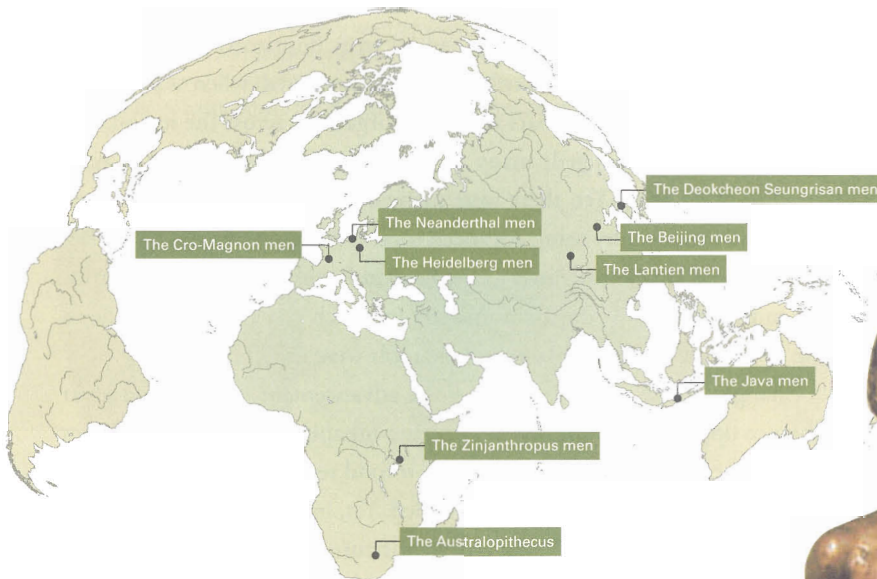 The Deokcheon Seungrisan men
The Neanderthal men
The Beijing men
The Cro-Magnon men
The Heidelberg men
The Lantien men
The Java men
The Zinjanthropus men
The Australopithecus